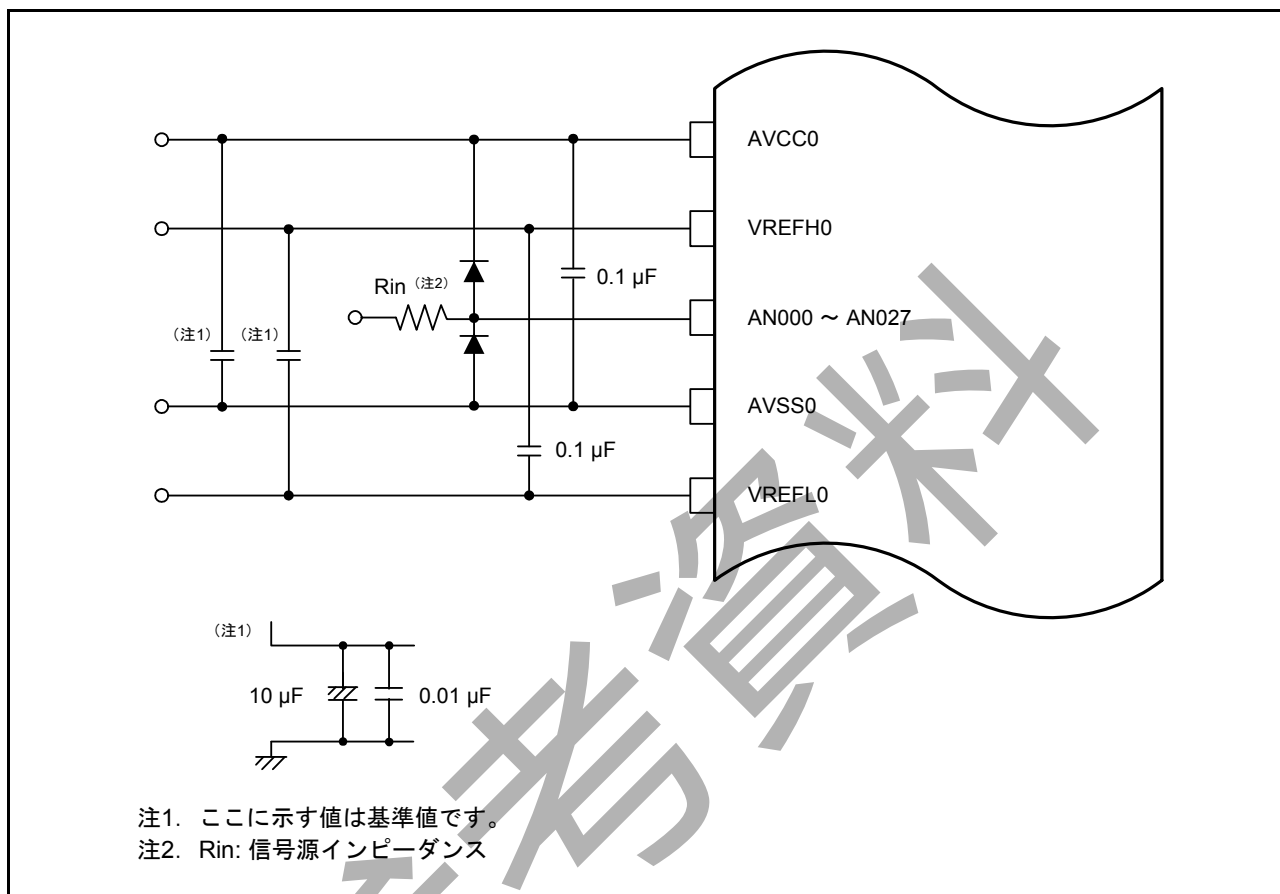 AVCC0
VREFH0
Rin（注2）
0.1 µF
AN000 ～ AN027
（注1） （注1）
AVSS0
0.1 µF
VREFL0
（注1）
10 µF 0.01 µF
注1. ここに示す値は基準値です。
注2. Rin: 信号源インピーダンス
考資料